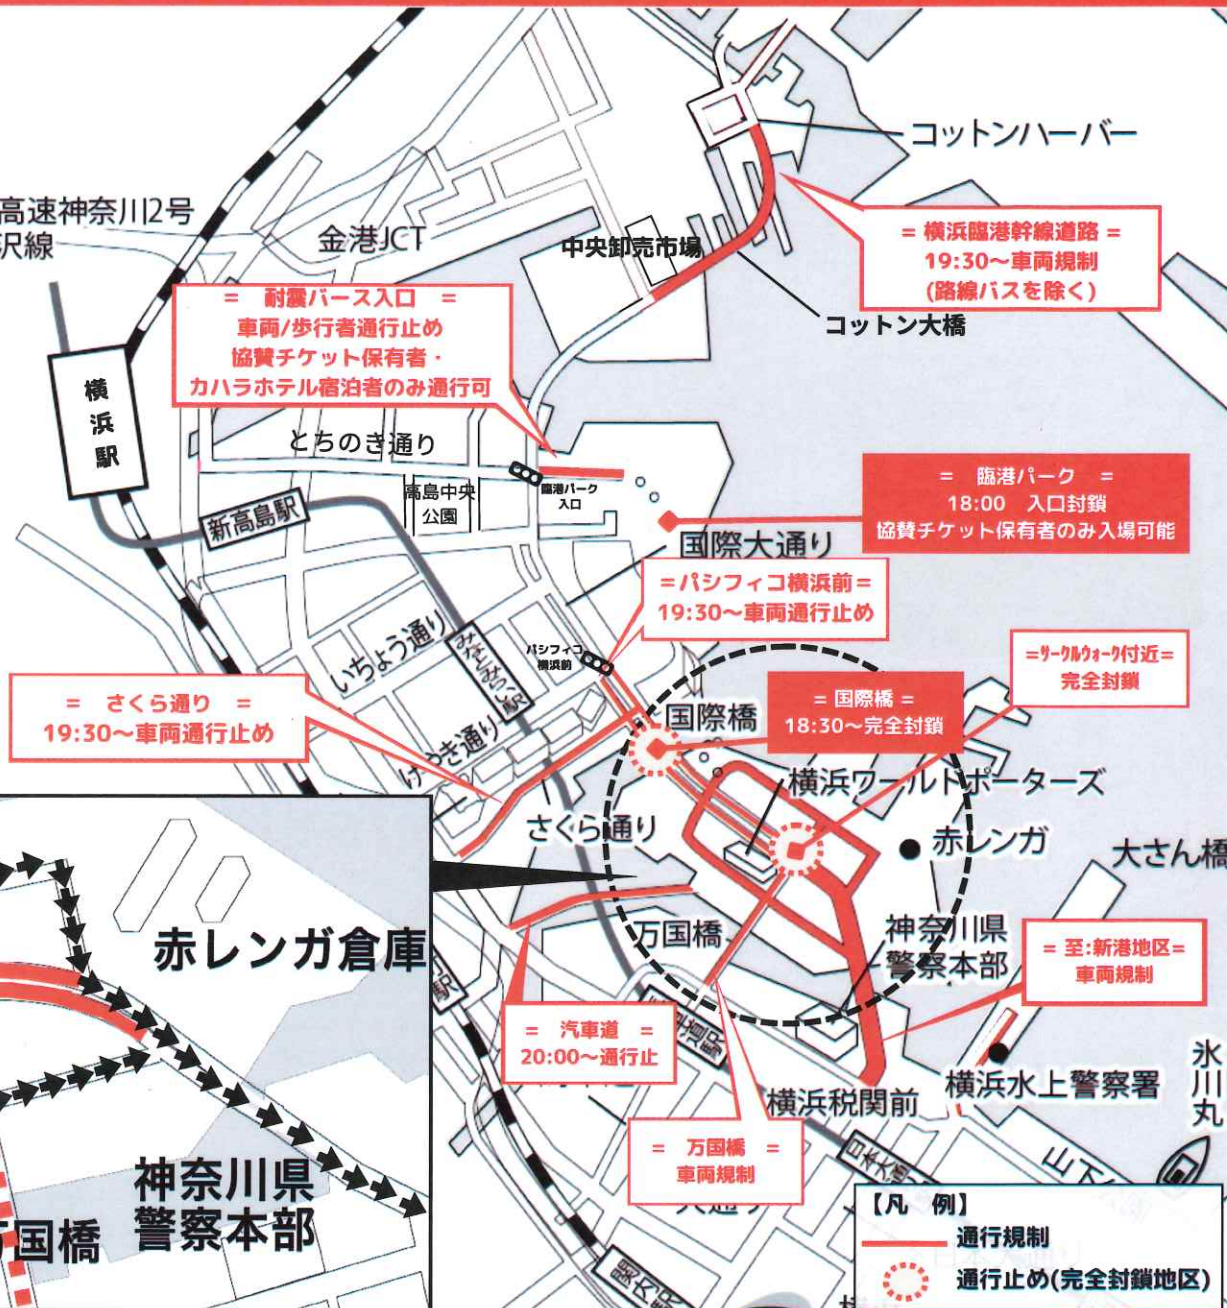 コットンハーバー
高速神奈川2号
沢線
金港JCT
中央卸売市場
= 横浜臨港幹線道路 =
19:30～車両規制
(路線バスを除く)
= 耐震バース入口 =
車両/歩行者通行止め
協賛チケット保有者・
カハラホテル宿泊者のみ通行可
コットン大橋
横浜駅
とちのき通り
高島中央
公園
臨港パーク
入口
新高島駅
= 臨港パーク =
18:00 入口封鎖
協賛チケット保有者のみ入場可能
国際大通り
=パシフィコ横浜前=
19:30～車両通行止め
いちょう通り
みなとみらい駅
パシフィコ
横浜前
=サークルウォーク付近=
完全封鎖
= さくら通り =
19:30～車両通行止め
けやき通り
国際橋
= 国際橋 =
18:30～完全封鎖
横浜ワールドポーターズ
さくら通り
赤レンガ
大さん橋
万国橋
神奈川県
警察本部
= 至:新港地区=
車両規制
= 汽車道 =
20:00～通行止
横浜税関前
横浜水上警察署
氷川丸
= 万国橋 =
車両規制
日本大通
関内駅
赤レンガ倉庫
神奈川県
警察本部
国橋
【凡 例】
通行規制
通行止め(完全封鎖地区)